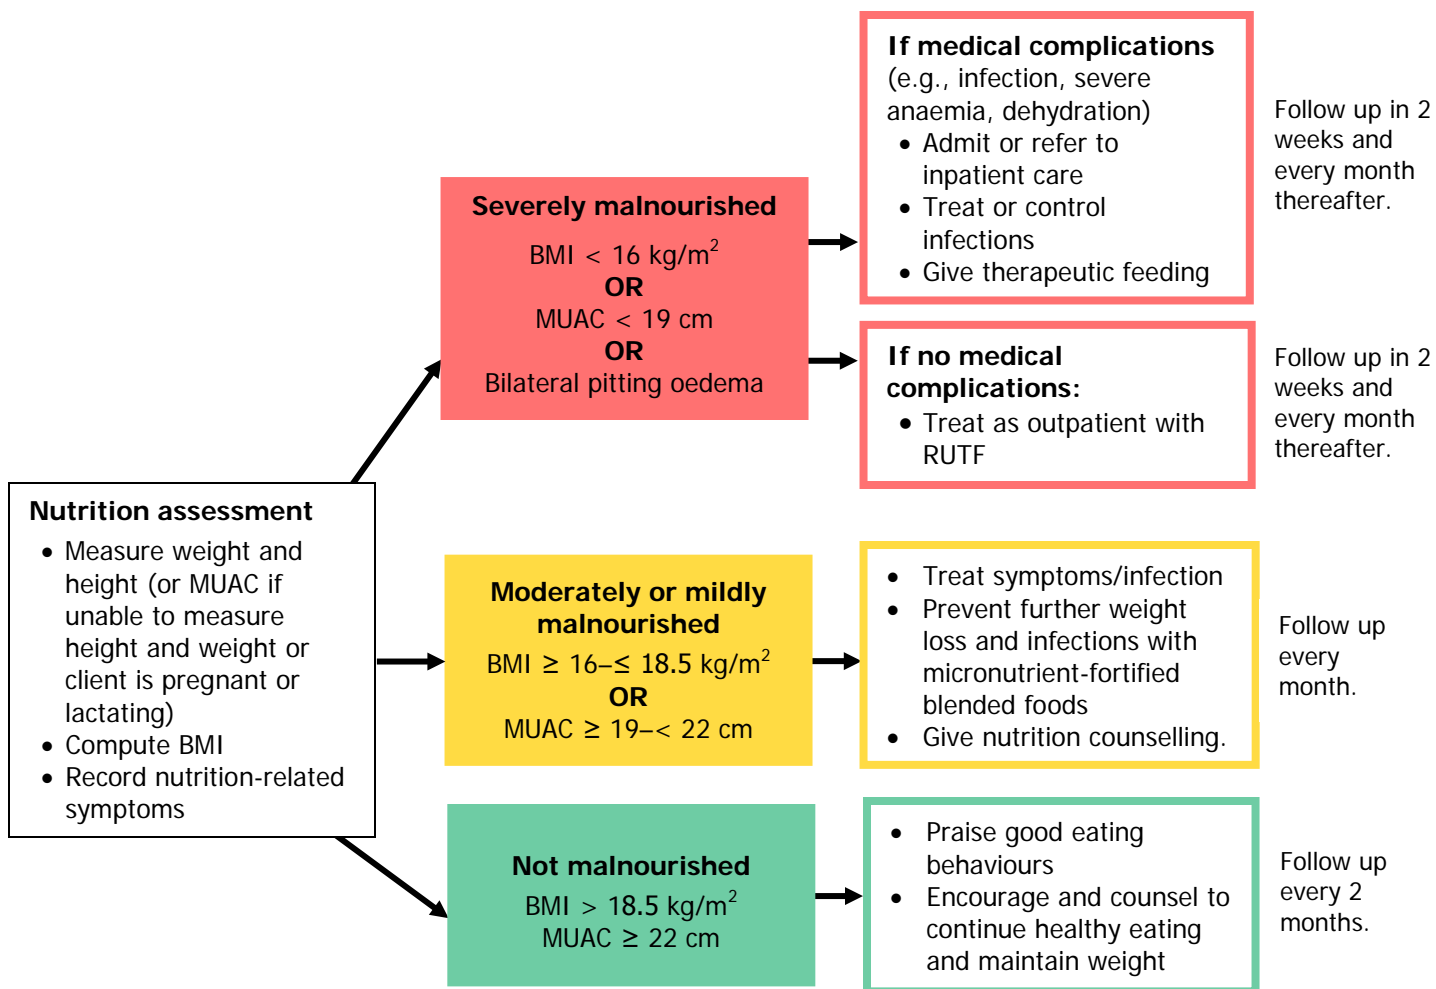 Nutrition assessment
• Measure weight and
height (or MUAC if
unable to measure
height and weight or
client is pregnant or
lactating)
• Compute BMI
• Record nutrition-related
symptoms
Severely malnourished
BMI < 16 kg/m²
OR
MUAC < 19 cm
OR
Bilateral pitting oedema
If medical complications
(e.g., infection, severe
anaemia, dehydration)
• Admit or refer to
inpatient care
• Treat or control
infections
• Give therapeutic feeding
Follow up in 2
weeks and
every month
thereafter.
If no medical
complications:
• Treat as outpatient with
RUTF
Follow up in 2
weeks and
every month
thereafter.
Moderately or mildly
malnourished
BMI ≥ 16–≤ 18.5 kg/m²
OR
MUAC ≥ 19–< 22 cm
• Treat symptoms/infection
• Prevent further weight
loss and infections with
micronutrient-fortified
blended foods
• Give nutrition counselling.
Follow up
every
month.
Not malnourished
BMI > 18.5 kg/m²
MUAC ≥ 22 cm
• Praise good eating
behaviours
• Encourage and counsel to
continue healthy eating
and maintain weight
Follow up
every 2
months.